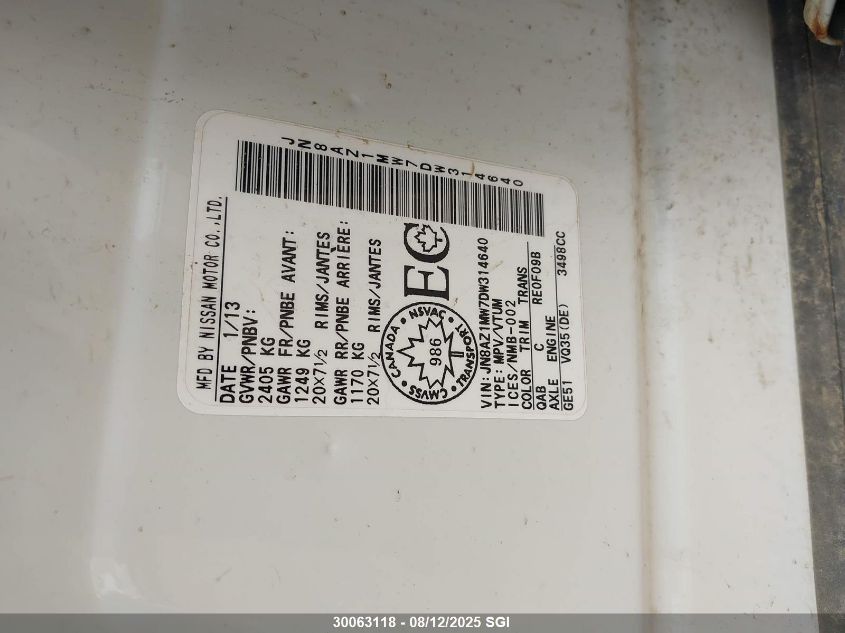 JN8AZ1MW7DW314640
MFD BY NISSAN MOTOR CO.,LTD.
DATE 1/13
GVWR/PNBV:
2405 KG
GAWR FR/PNBE AVANT:
1249 KG
20X7½ RIMS/JANTES
GAWR RR/PNBE ARRIÈRE:
1170 KG
20X7½ RIMS/JANTES
CANADA NSVAC TRANSPORT CMVSS
986
EC
VIN: JN8AZ1MW7DW314640
TYPE: MPV/VTUM
ICES/NMB-002
COLOR TRIM TRANS
QAB C RE0F09B
AXLE ENGINE
GE51 VQ35(DE) 3498CC
30063118 - 08/12/2025 SGI